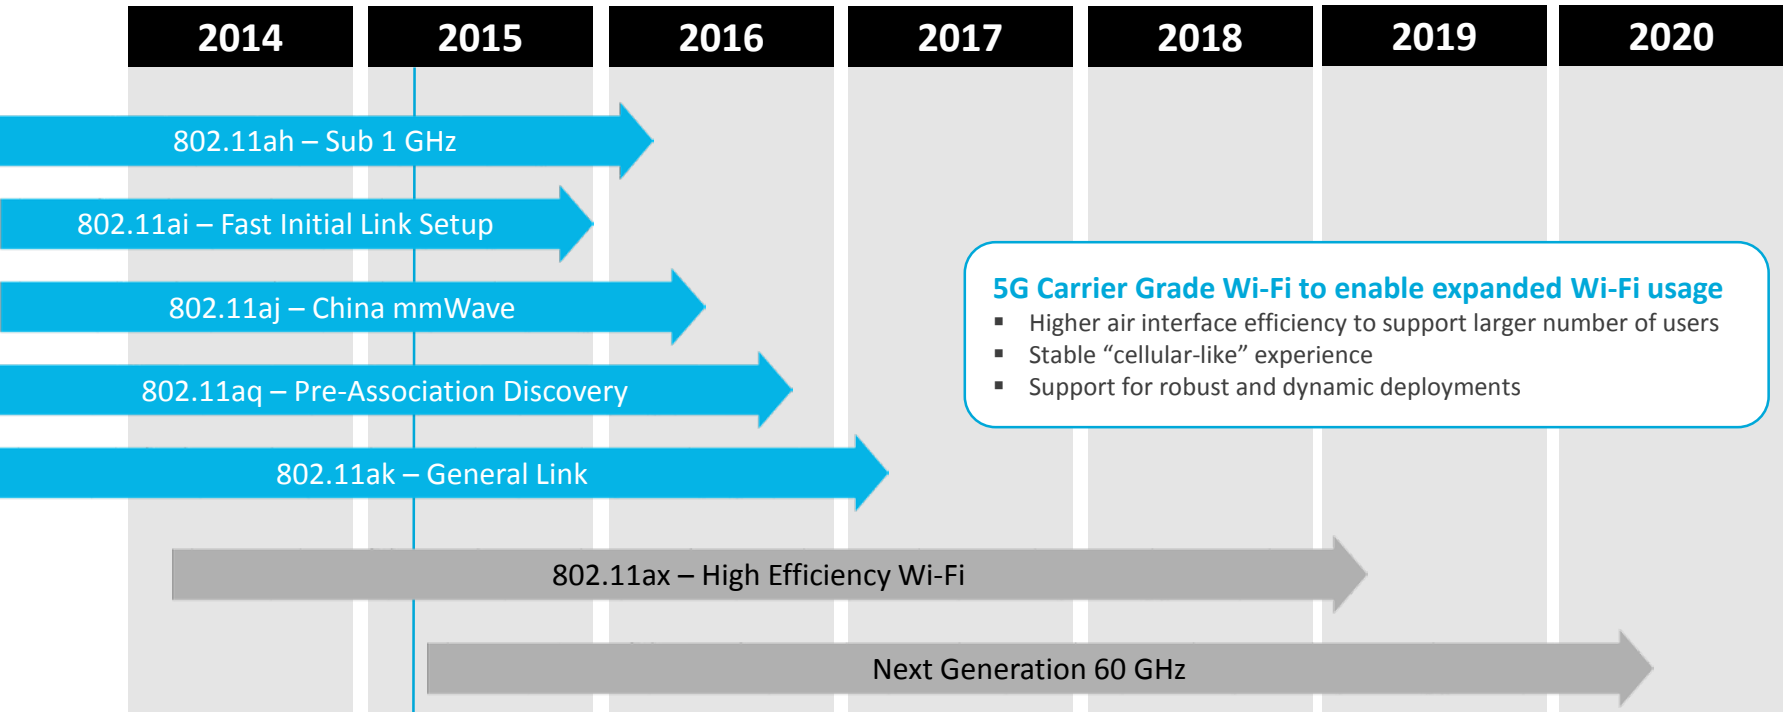 2014 2015 2016 2017 2018 2019 2020
802.11ah – Sub 1 GHz
802.11ai – Fast Initial Link Setup
802.11aj – China mmWave
802.11aq – Pre-Association Discovery
802.11ak – General Link
5G Carrier Grade Wi-Fi to enable expanded Wi-Fi usage
▪ Higher air interface efficiency to support larger number of users
▪ Stable “cellular-like” experience
▪ Support for robust and dynamic deployments
802.11ax – High Efficiency Wi-Fi
Next Generation 60 GHz